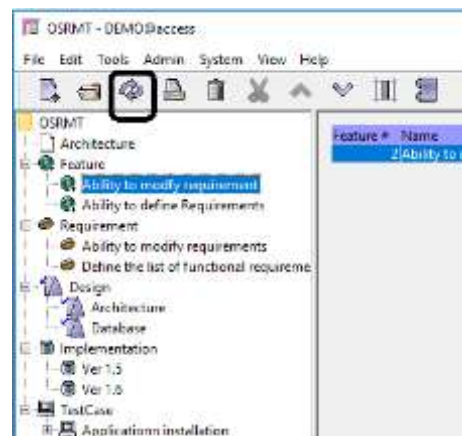 OSRMT - DEMO@access
File Edit Tools Admin System View Help
OSRMT
Architecture
Feature
Ability to modify requirement
Ability to define Requirements
Requirement
Ability to modify requirements
Define the list of functional requireme
Design
Architecture
Database
Implementation
Ver 1.5
Ver 1.6
TestCase
Applications installation
Feature # Name
2 Ability to